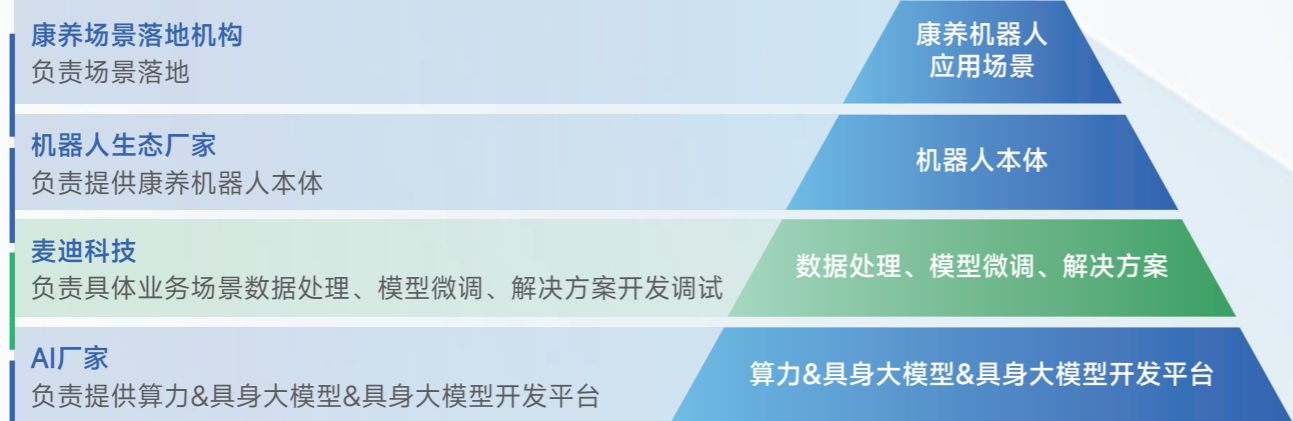 康养场景落地机构
负责场景落地
康养机器人
应用场景
机器人生态厂家
负责提供康养机器人本体
机器人本体
麦迪科技
负责具体业务场景数据处理、模型微调、解决方案开发调试
数据处理、模型微调、解决方案
AI厂家
负责提供算力&具身大模型&具身大模型开发平台
算力&具身大模型&具身大模型开发平台